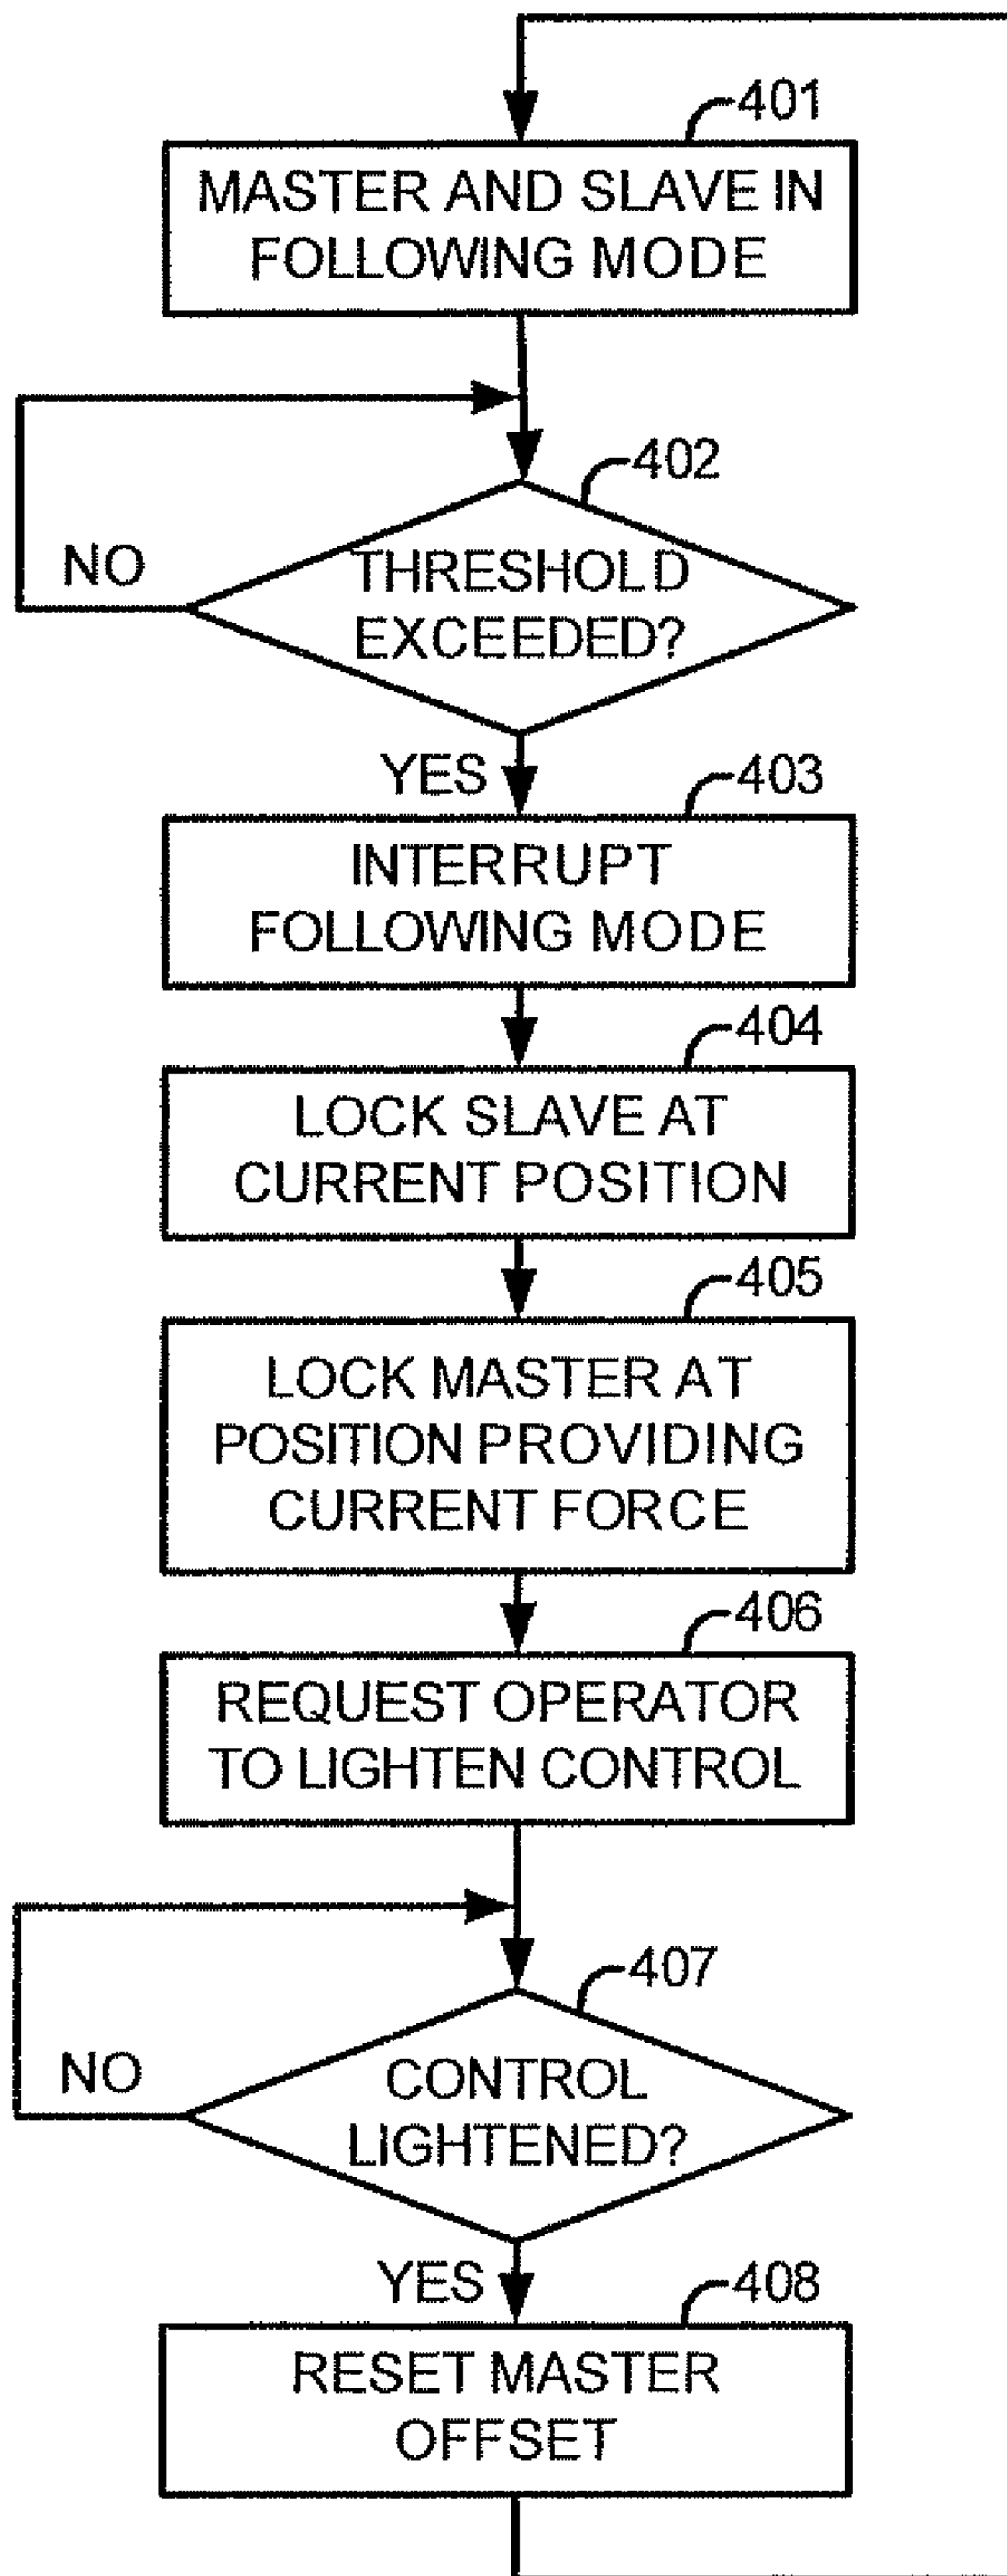 401
MASTER AND SLAVE IN
FOLLOWING MODE
402
NO
THRESHOLD
EXCEEDED?
YES
403
INTERRUPT
FOLLOWING MODE
404
LOCK SLAVE AT
CURRENT POSITION
405
LOCK MASTER AT
POSITION PROVIDING
CURRENT FORCE
406
REQUEST OPERATOR
TO LIGHTEN CONTROL
407
NO
CONTROL
LIGHTENED?
YES
408
RESET MASTER
OFFSET